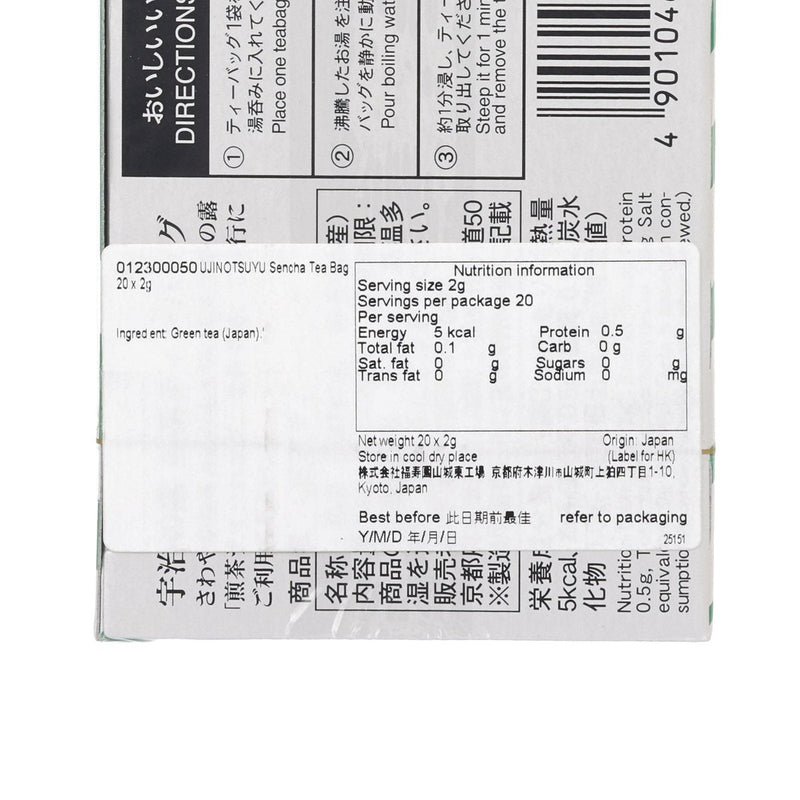 おいしいい
DIRECTIONS
① ティーバッグ1袋を
湯呑みに入れてく
Place one teabag
② 沸騰したお湯を注
バッグを静かに動
Pour boiling wat
③ 約1分浸し、ティー
取り出してくださ
Steep it for 1 min
and remove the t
4 90104
012300050 UJINOTSUYU Sencha Tea Bag
20 x 2g
Ingredient: Green tea (Japan).
Nutrition information
Serving size 2g
Servings per package 20
Per serving
Energy 5 kcal Protein 0.5 g
Total fat 0.1 g Carb 0 g
Sat. fat 0 g Sugars 0 g
Trans fat 0 g Sodium 0 mg
Net weight 20 x 2g Origin: Japan
Store in cool dry place (Label for HK)
株式会社福寿園山城東工場 京都府木津川市山城町上狛四丁目1-10,
Kyoto, Japan
Best before 此日期前最佳 refer to packaging
Y/M/D 年/月/日 25151
宇治
グ
さわや
の露
「煎茶
行に
ご利用
商品
名称
内容
商品
限：
湿を
温多
販売
京都府
道50
※製造
記載
栄養成
熱量
5kcal、
炭水
化物
値)
Nutritio
protein
0.5g, T
g Salt
equivale
n con-
sumptio
ewed.)